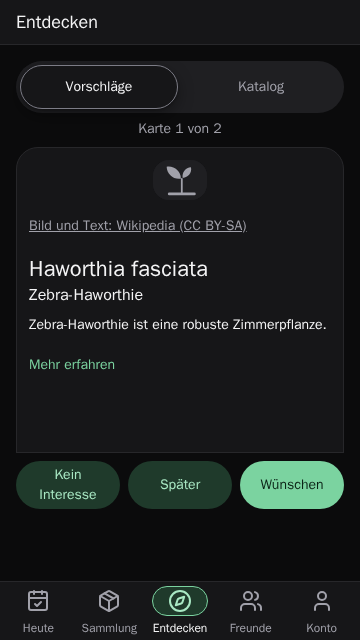 Entdecken
Vorschläge
Katalog
Karte 1 von 2
Bild und Text: Wikipedia (CC BY-SA)
Haworthia fasciata
Zebra-Haworthie
Zebra-Haworthie ist eine robuste Zimmerpflanze.
Mehr erfahren
Kein
Interesse
Später
Wünschen
Heute
Sammlung
Entdecken
Freunde
Konto